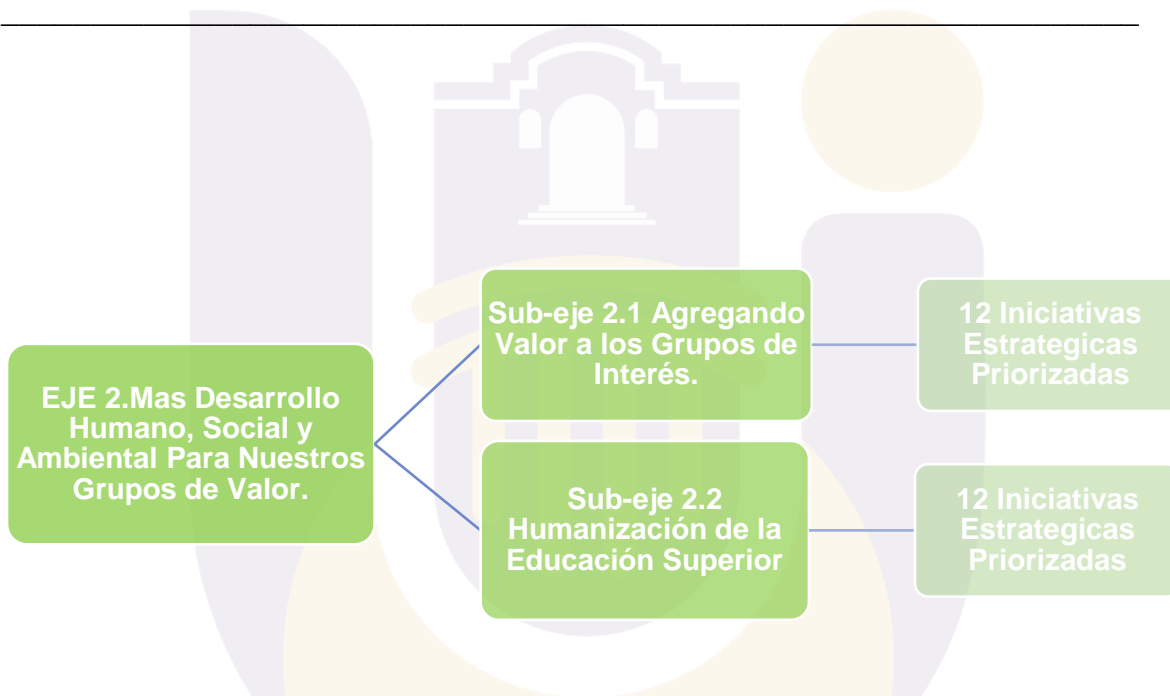 EJE 2.Mas Desarrollo
Humano, Social y
Ambiental Para Nuestros
Grupos de Valor.
Sub-eje 2.1 Agregando
Valor a los Grupos de
Interés.
12 Iniciativas
Estrategicas
Priorizadas
Sub-eje 2.2
Humanización de la
Educación Superior
12 Iniciativas
Estrategicas
Priorizadas